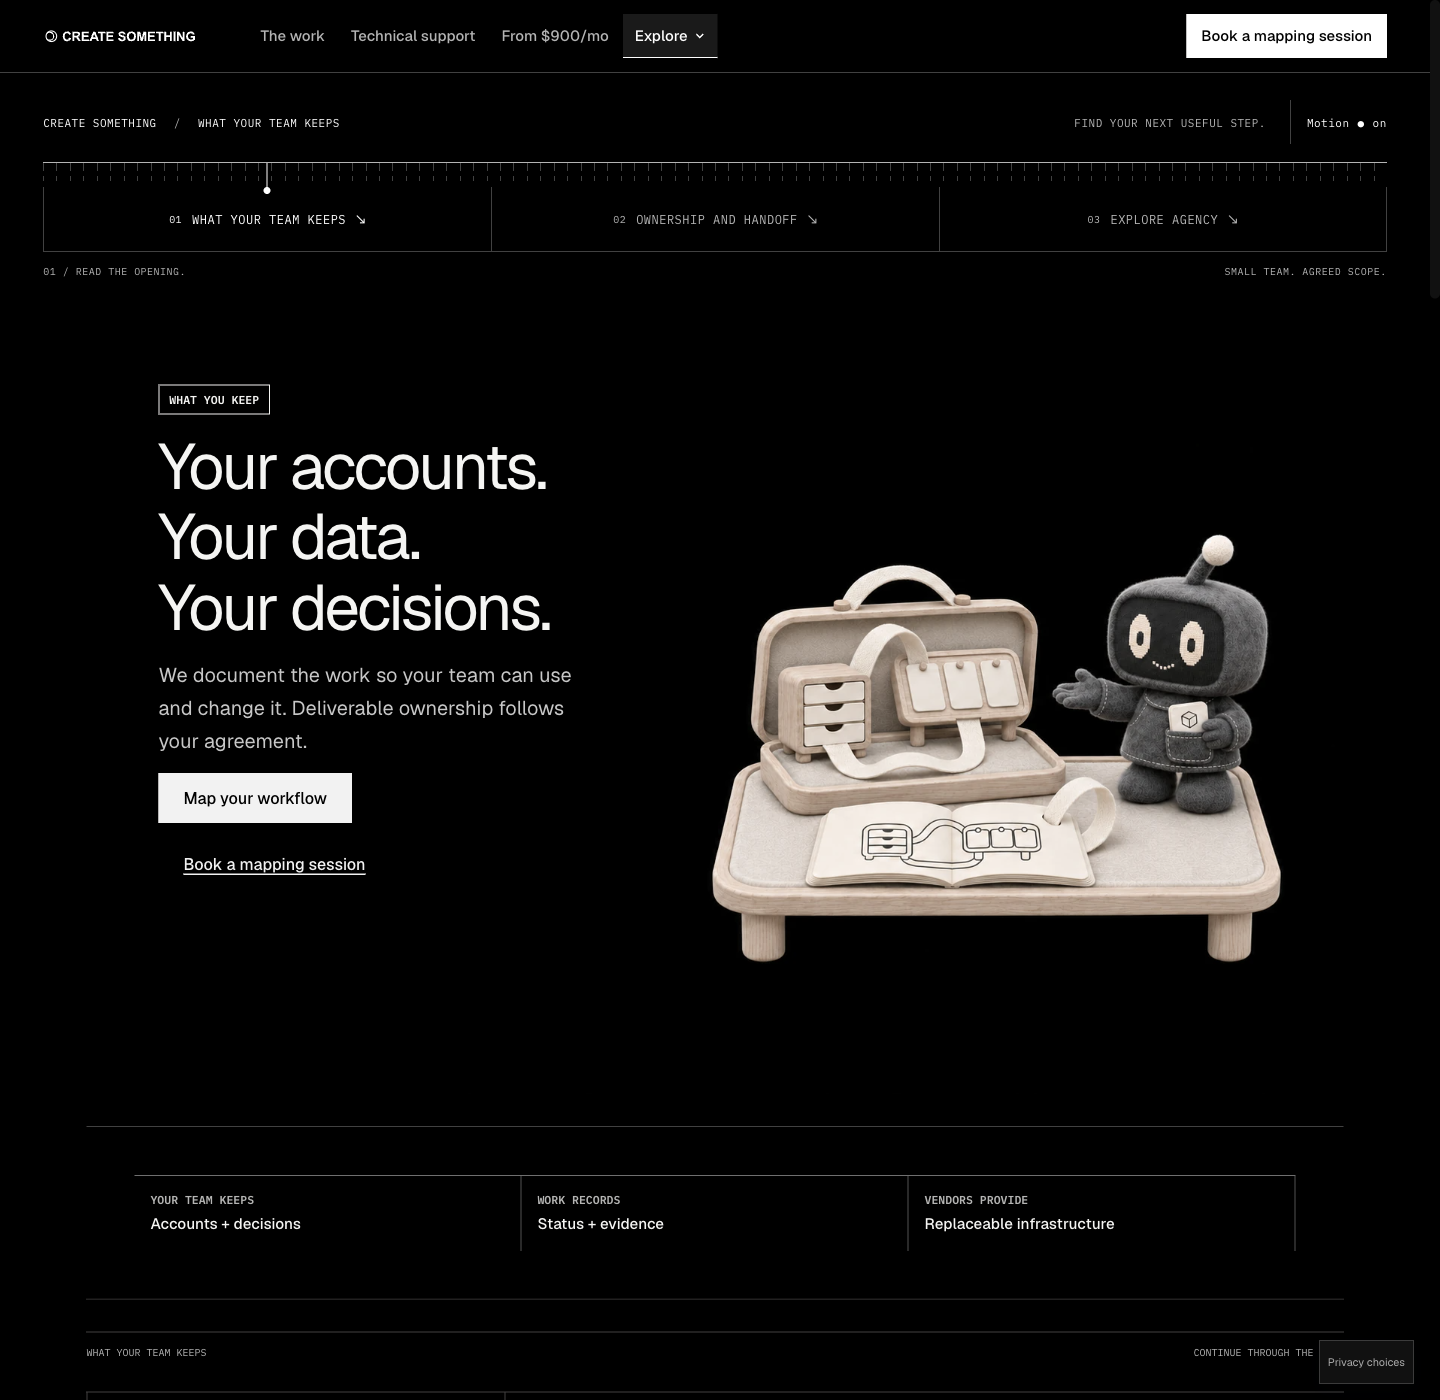 CREATE SOMETHING
The work
Technical support
From $900/mo
Explore
Book a mapping session
CREATE SOMETHING / WHAT YOUR TEAM KEEPS
FIND YOUR NEXT USEFUL STEP.
Motion ● on
01 WHAT YOUR TEAM KEEPS ↘
02 OWNERSHIP AND HANDOFF ↘
03 EXPLORE AGENCY ↘
01 / READ THE OPENING.
SMALL TEAM. AGREED SCOPE.
WHAT YOU KEEP
Your accounts.
Your data.
Your decisions.
We document the work so your team can use
and change it. Deliverable ownership follows
your agreement.
Map your workflow
Book a mapping session
YOUR TEAM KEEPS
Accounts + decisions
WORK RECORDS
Status + evidence
VENDORS PROVIDE
Replaceable infrastructure
WHAT YOUR TEAM KEEPS
CONTINUE THROUGH THE
Privacy choices